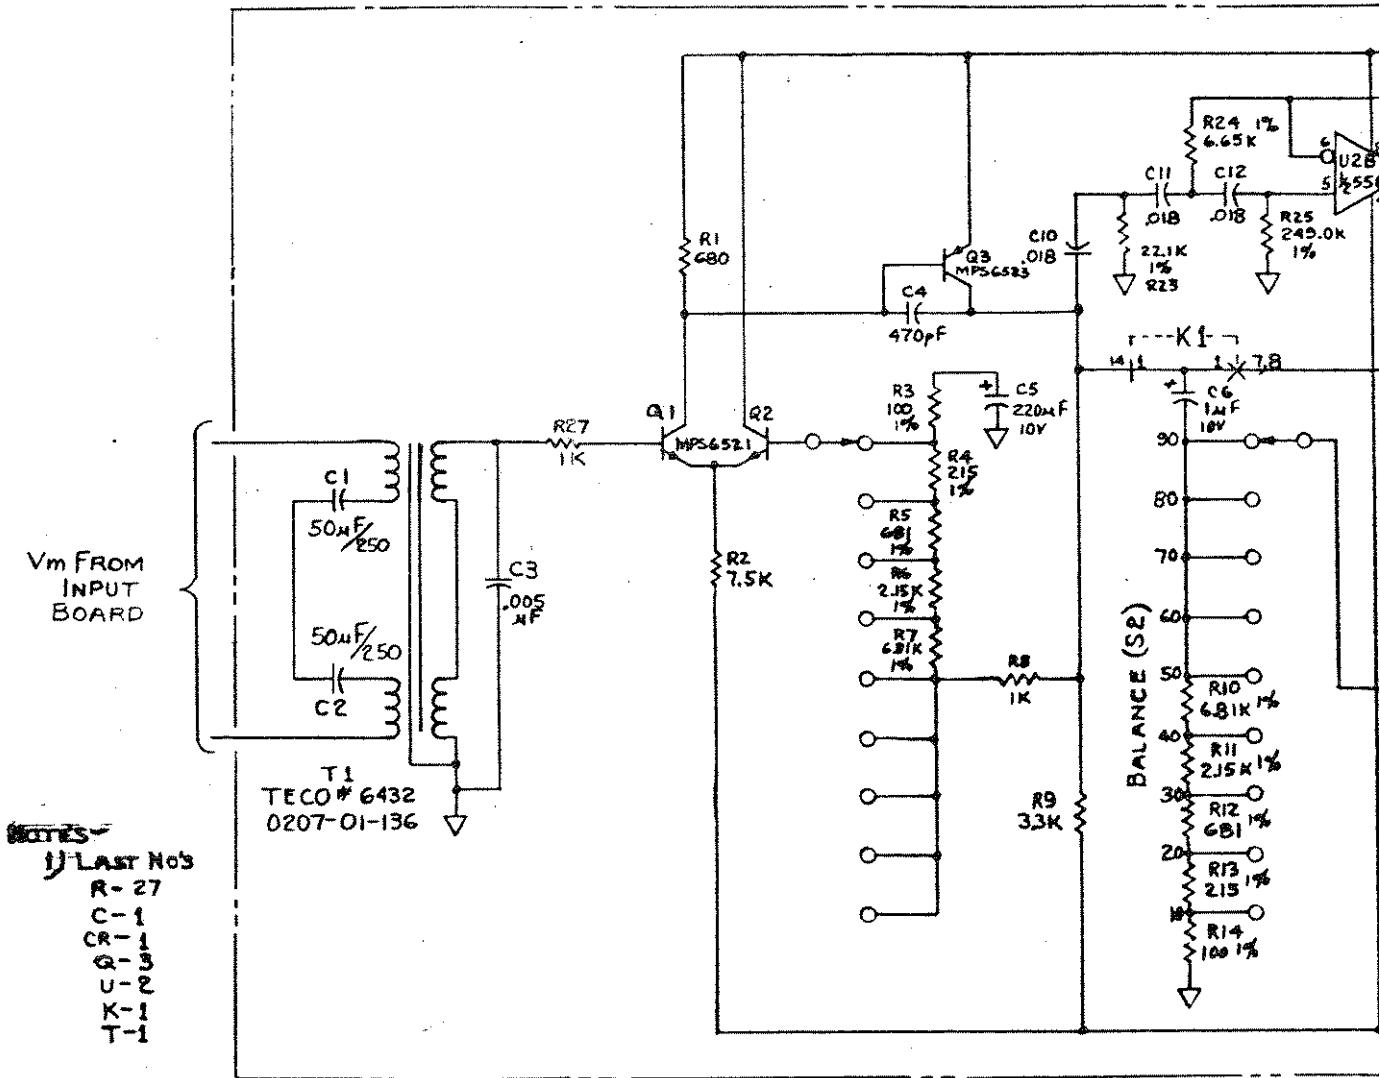 R24 1%
6.65K
6
U2B
5
C11
.018
C12
.018
R25
249.0K
1%
R1
680
C10
.018
22.1K
1%
R23
Q3
MPS6523
C4
470pF
K1
14 1
1 7,8
R3
100
1%
C5
220µF
10V
C6
1µF
10V
Q1
Q2
MPS6521
R27
1K
R4
215
1%
90
80
70
60
50
40
30
20
10
C1
50µF/250
R5
681
1%
R2
7.5K
R6
2.15K
1%
C3
.005
µF
Vm FROM
INPUT
BOARD
50µF/250
C2
R7
6.81K
1%
R8
1K
BALANCE (S2)
R10
6.81K 1%
R11
2.15K 1%
R12
681 1%
R13
215 1%
R14
100 1%
R9
3.3K
T1
TECO # 6432
0207-01-136
NOTES-
1) LAST No's
R-27
C-1
CR-1
Q-3
U-2
K-1
T-1